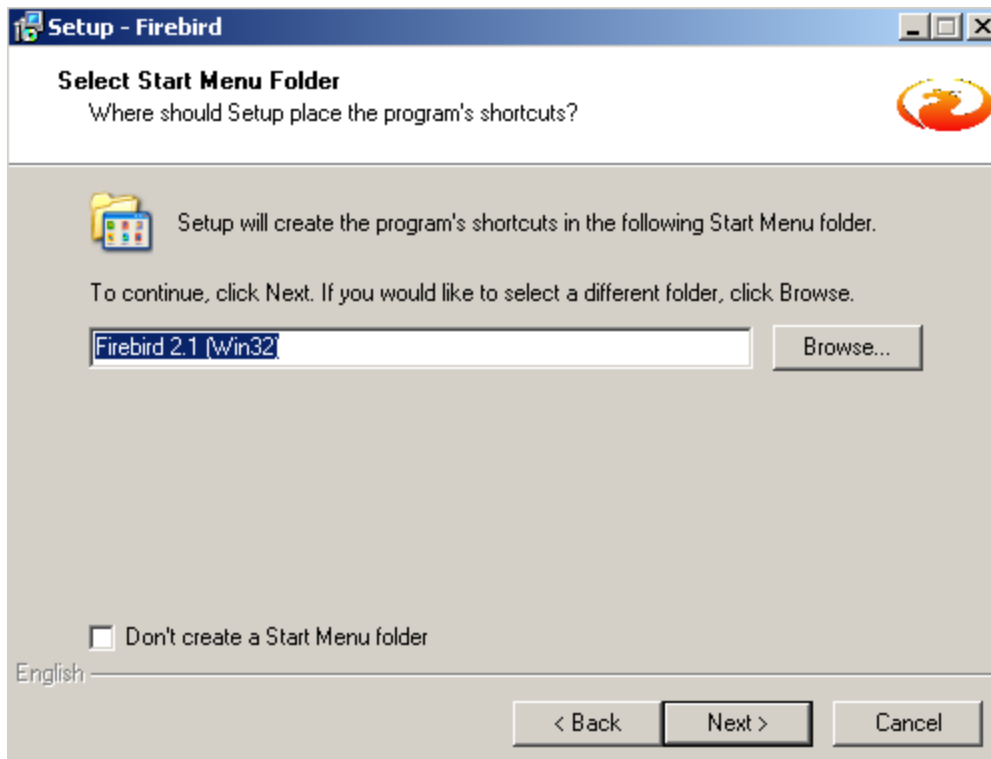 Setup - Firebird
Select Start Menu Folder
Where should Setup place the program's shortcuts?
Setup will create the program's shortcuts in the following Start Menu folder.
To continue, click Next. If you would like to select a different folder, click Browse.
Firebird 2.1 (Win32)
Browse...
Don't create a Start Menu folder
English
< Back
Next >
Cancel